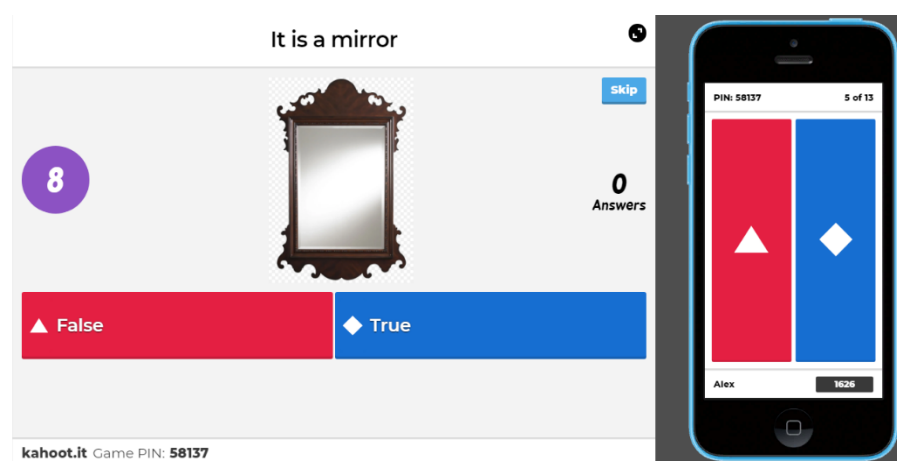 It is a mirror
Skip
8
0
Answers
False
True
kahoot.it Game PIN: 58137
PIN: 58137 5 of 13
Alex 1626